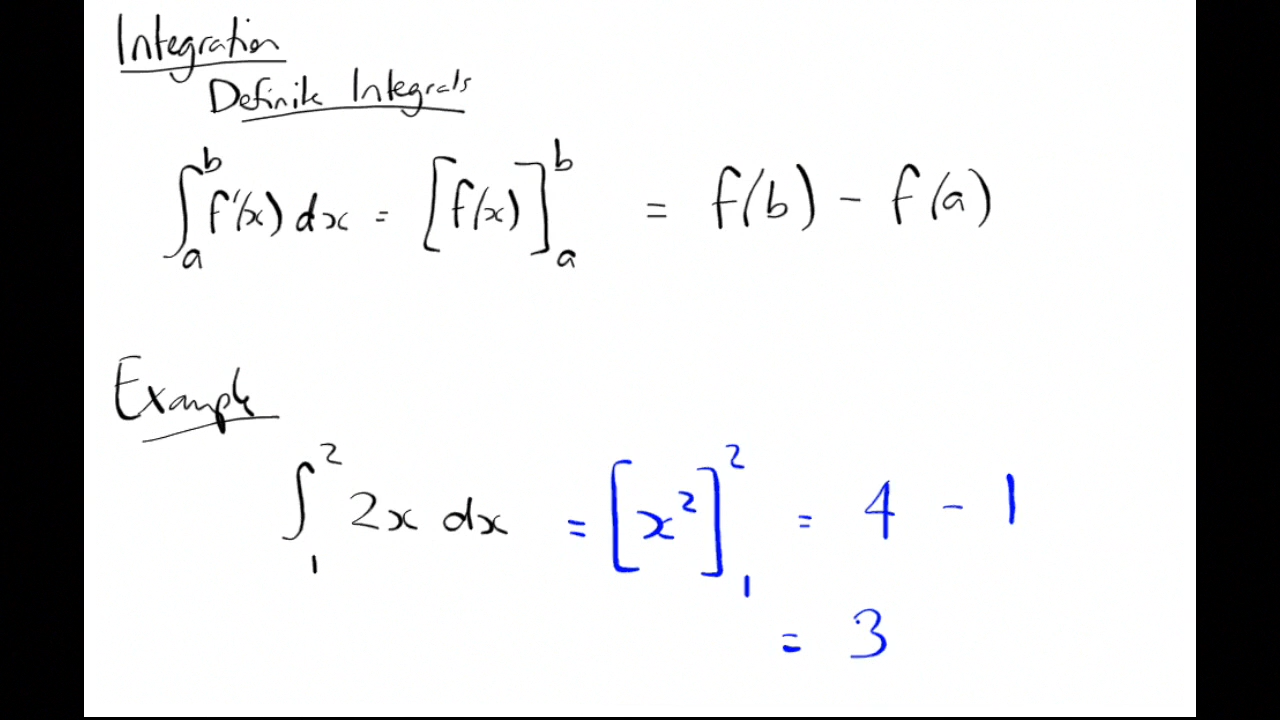 Integration
Definite Integrals
∫_a^b f'(x) dx = [f(x)]_a^b = f(b) - f(a)
Example
∫_1^2 2x dx = [x²]_1^2 = 4 - 1
= 3